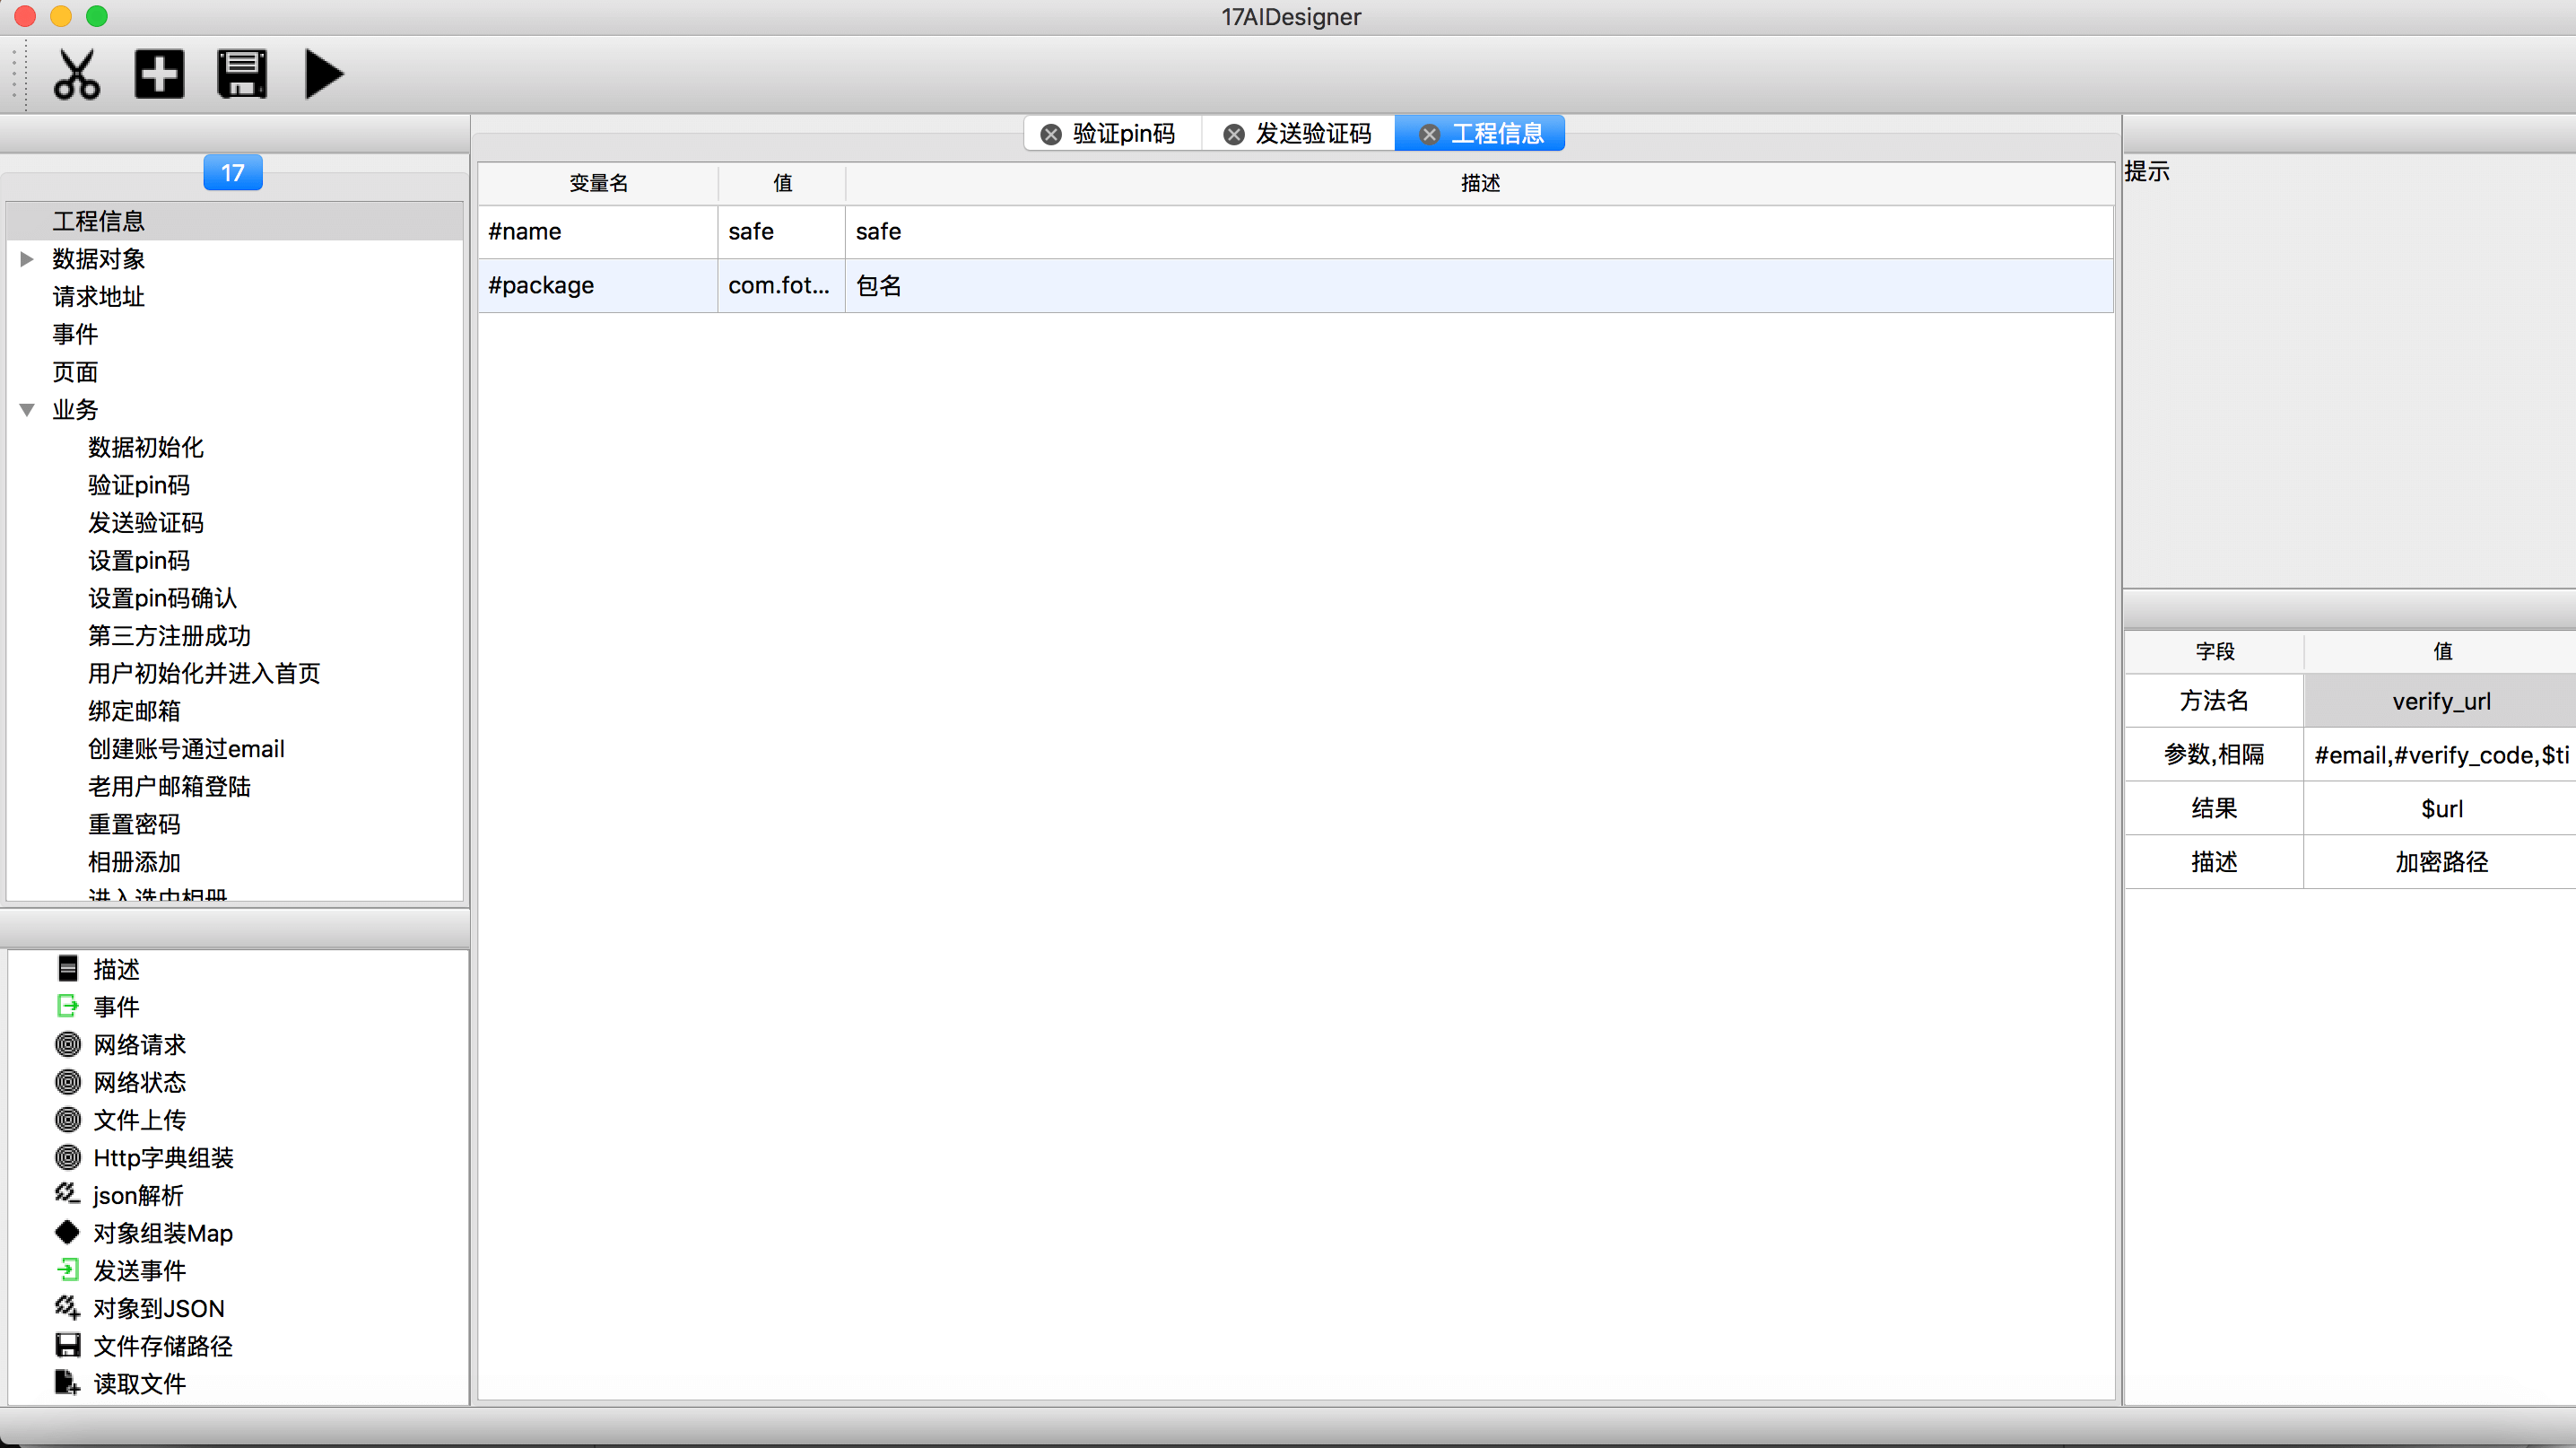 17AIDesigner
17
工程信息
数据对象
请求地址
事件
页面
业务
数据初始化
验证pin码
发送验证码
设置pin码
设置pin码确认
第三方注册成功
用户初始化并进入首页
绑定邮箱
创建账号通过email
老用户邮箱登陆
重置密码
相册添加
进入选中相册
描述
事件
网络请求
网络状态
文件上传
Http字典组装
json解析
对象组装Map
发送事件
对象到JSON
文件存储路径
读取文件
验证pin码 发送验证码 工程信息
变量名 值 描述
#name safe safe
#package com.fot... 包名
提示
字段 值
方法名 verify_url
参数,相隔 #email,#verify_code,$ti
结果 $url
描述 加密路径